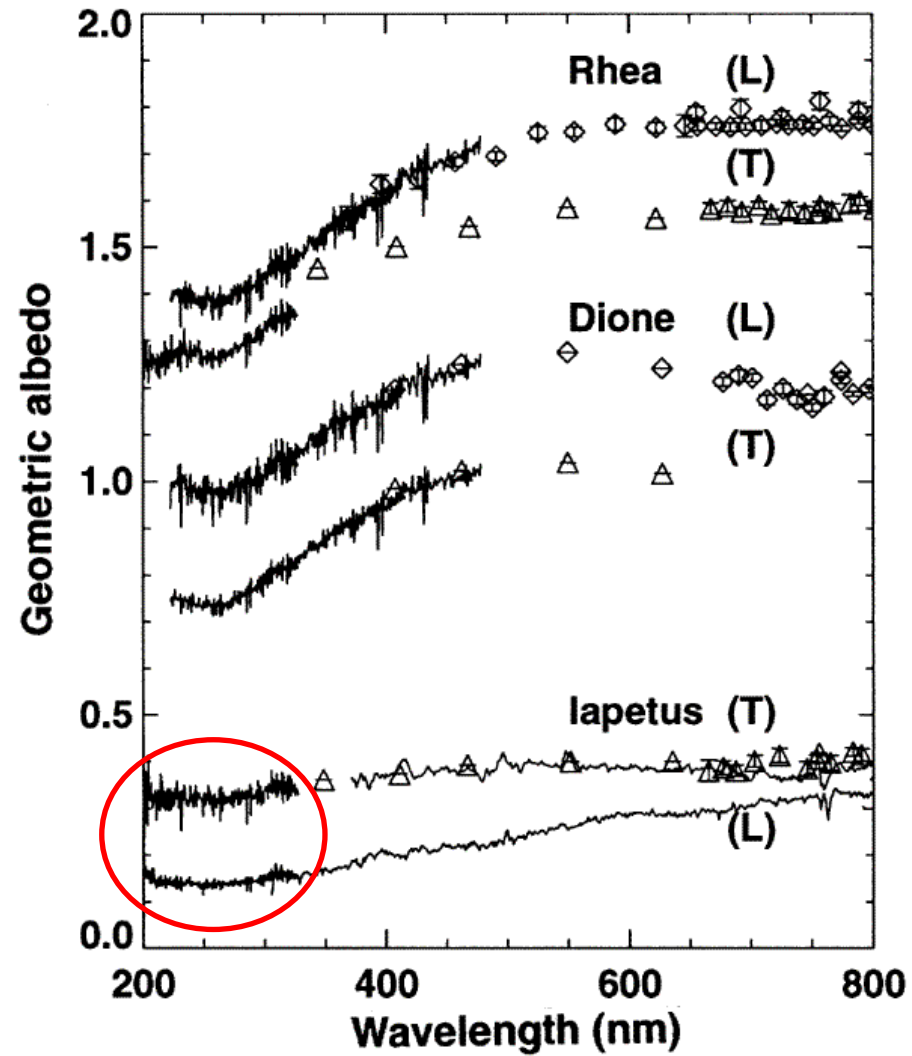 2.0
Rhea (L)
(T)
1.5
Dione (L)
(T)
1.0
Iapetus (T)
0.5
(L)
0.0
200 400 600 800
Wavelength (nm)
Geometric albedo